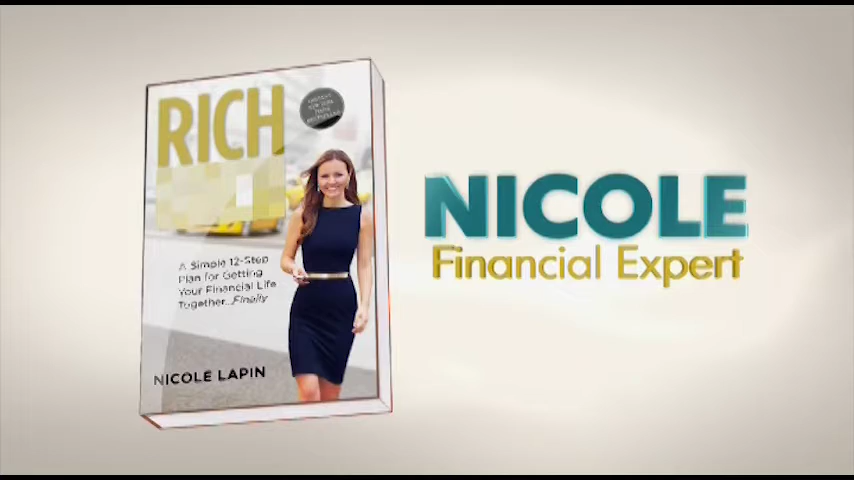 RICH
A Simple 12-Step
Plan for Getting
Your Financial Life
Together...Finally
NICOLE LAPIN
NICOLE
Financial Expert